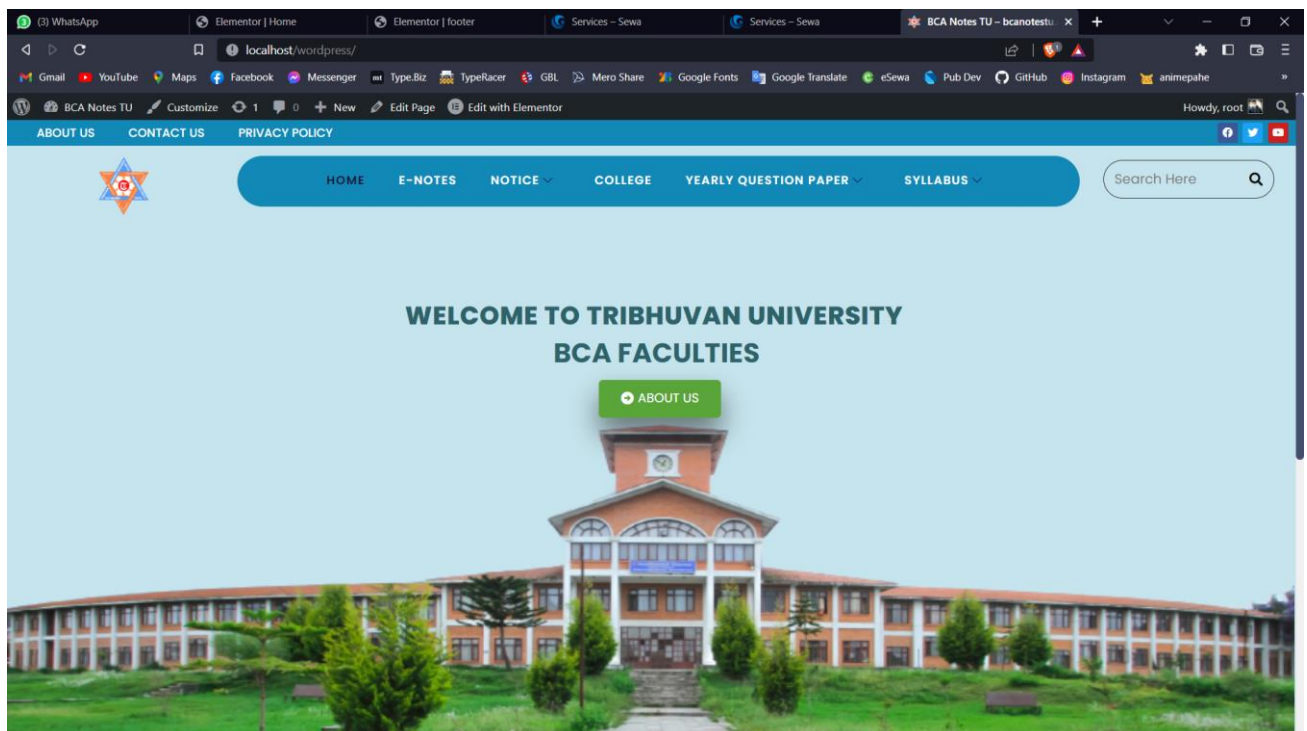 (3) WhatsApp Elementor | Home Elementor | footer Services – Sewa Services – Sewa BCA Notes TU – bcanotestu
localhost/wordpress/
Gmail YouTube Maps Facebook Messenger Type.Biz TypeRacer GBL Mero Share Google Fonts Google Translate eSewa Pub Dev GitHub Instagram animepahe »
BCA Notes TU Customize 1 0 New Edit Page Edit with Elementor Howdy, root
ABOUT US CONTACT US PRIVACY POLICY
HOME E-NOTES NOTICE COLLEGE YEARLY QUESTION PAPER SYLLABUS Search Here
WELCOME TO TRIBHUVAN UNIVERSITY
BCA FACULTIES
ABOUT US